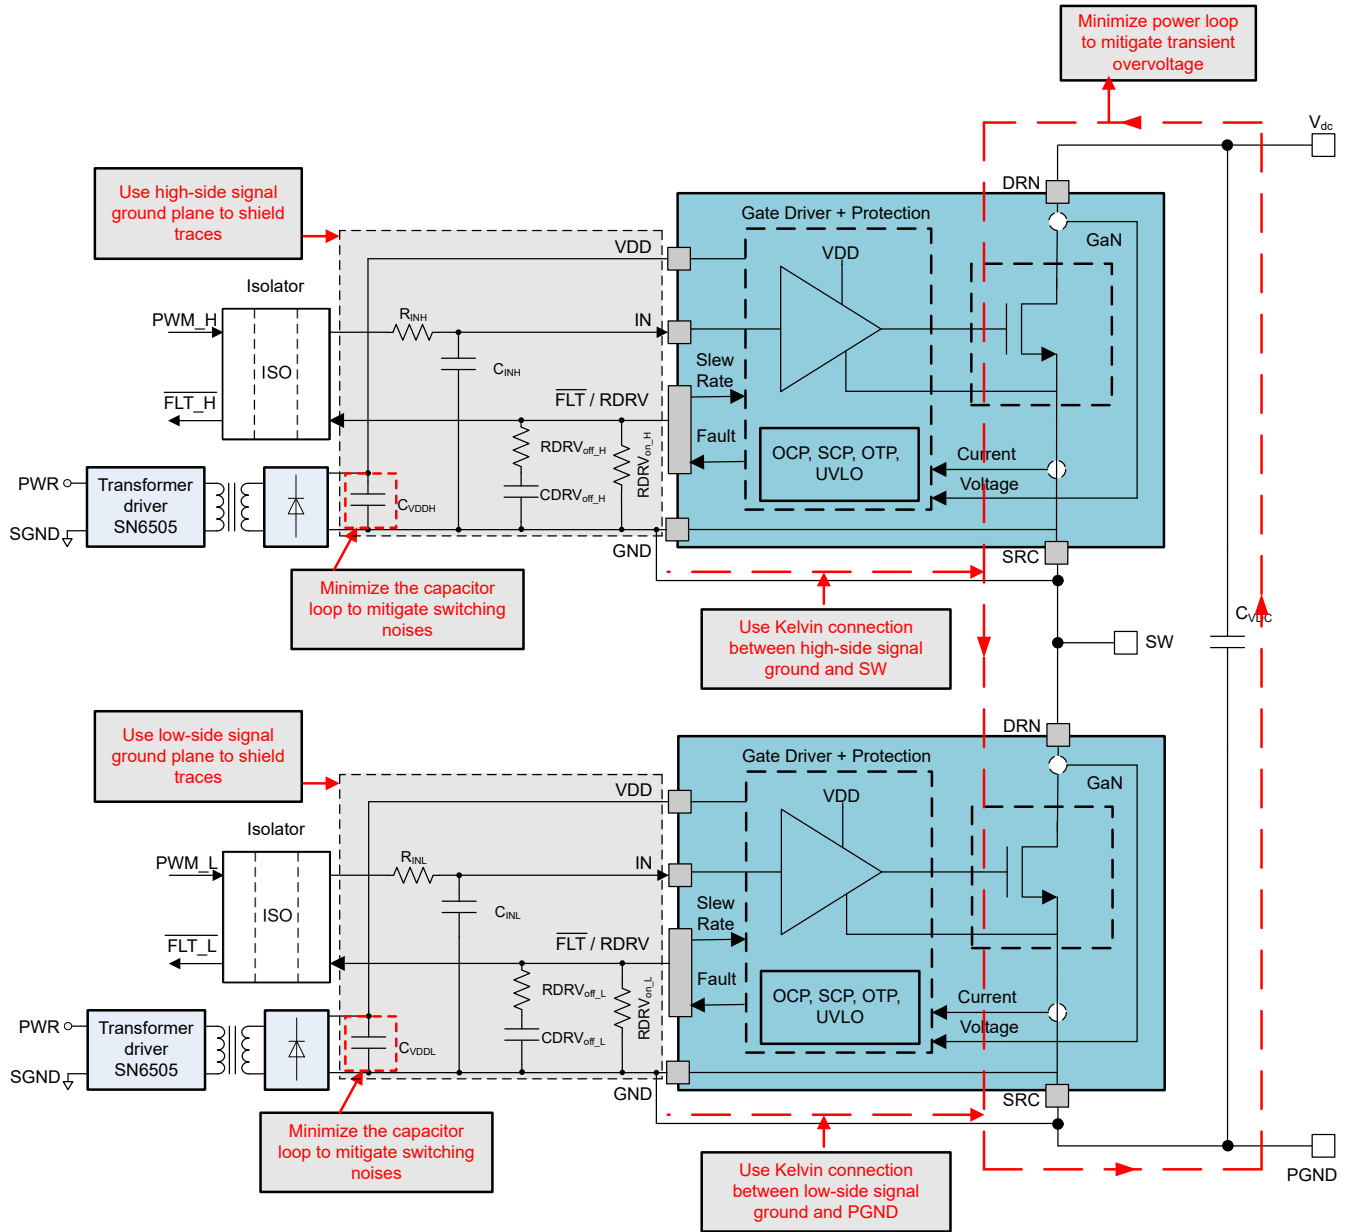 Minimize power loop
to mitigate transient
overvoltage
Vdc
DRN
Use high-side signal
ground plane to shield
traces
Gate Driver + Protection
GaN
VDD
VDD
Isolator
PWM_H
RINH
IN
ISO
CINH
Slew
Rate
FLT_H
FLT / RDRV
Fault
RDRVoff_H
RDRVon_H
OCP, SCP, OTP,
UVLO
Current
Voltage
PWR
Transformer
driver
SN6505
CVDDH
CDRVoff_H
SGND
GND
SRC
Minimize the capacitor
loop to mitigate switching
noises
Use Kelvin connection
between high-side signal
ground and SW
CVDC
SW
Use low-side signal
ground plane to shield
traces
DRN
Gate Driver + Protection
GaN
VDD
VDD
Isolator
PWM_L
RINL
IN
ISO
CINL
Slew
Rate
FLT_L
FLT / RDRV
Fault
RDRVoff_L
RDRVon_L
OCP, SCP, OTP,
UVLO
Current
Voltage
PWR
Transformer
driver
SN6505
CVDDL
CDRVoff_L
SGND
GND
SRC
Minimize the capacitor
loop to mitigate switching
noises
Use Kelvin connection
between low-side signal
ground and PGND
PGND